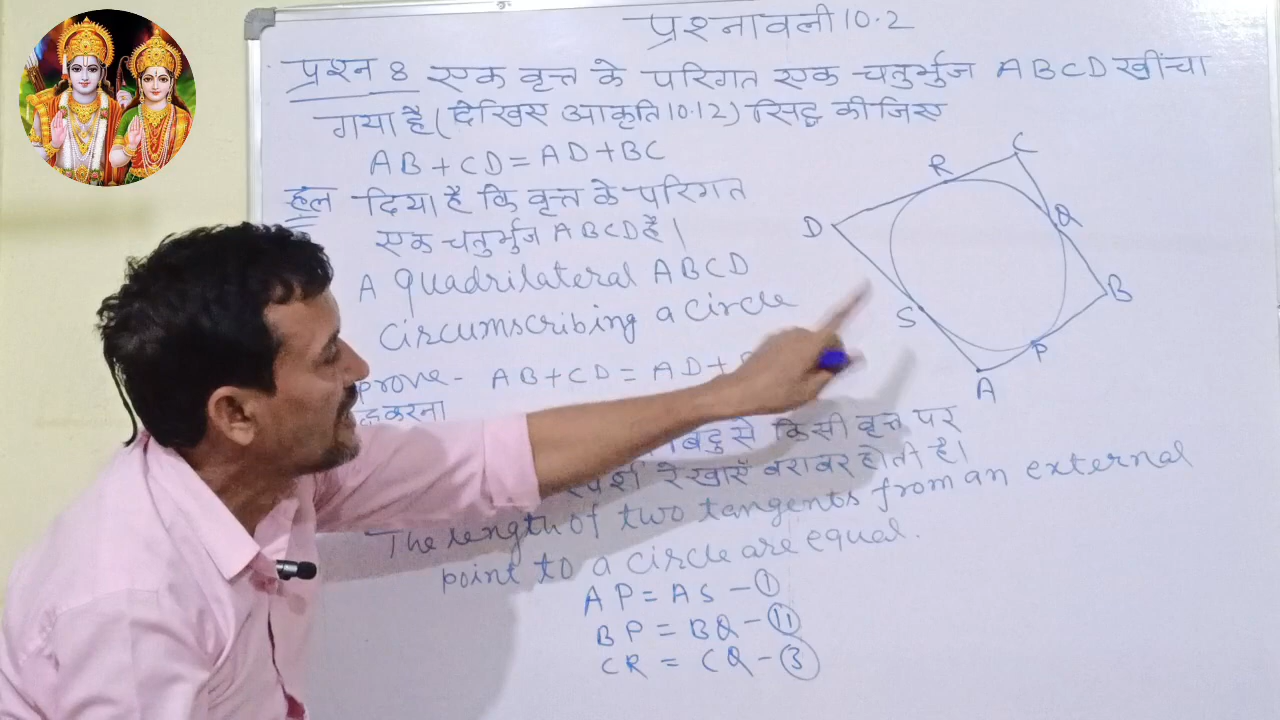 प्रश्नावली 10.2
प्रश्न 8 एक वृत्त के परिगत एक चतुर्भुज ABCD खींचा
गया है (देखिए आकृति 10.12) सिद्ध कीजिए
AB+CD=AD+BC
हल दिया है कि वृत्त के परिगत
एक चतुर्भुज ABCD है।
A quadrilateral ABCD
Circumscribing a circle
prove- AB+CD=AD+
करना
से किसी वृत्त पर
रेखाएँ बराबर होती है।
The length of two tangents from an external
point to a circle are equal.
AP=AS-①
BP=BQ-⑪
CR=CQ-③
C
R
Q
D
B
S
P
A